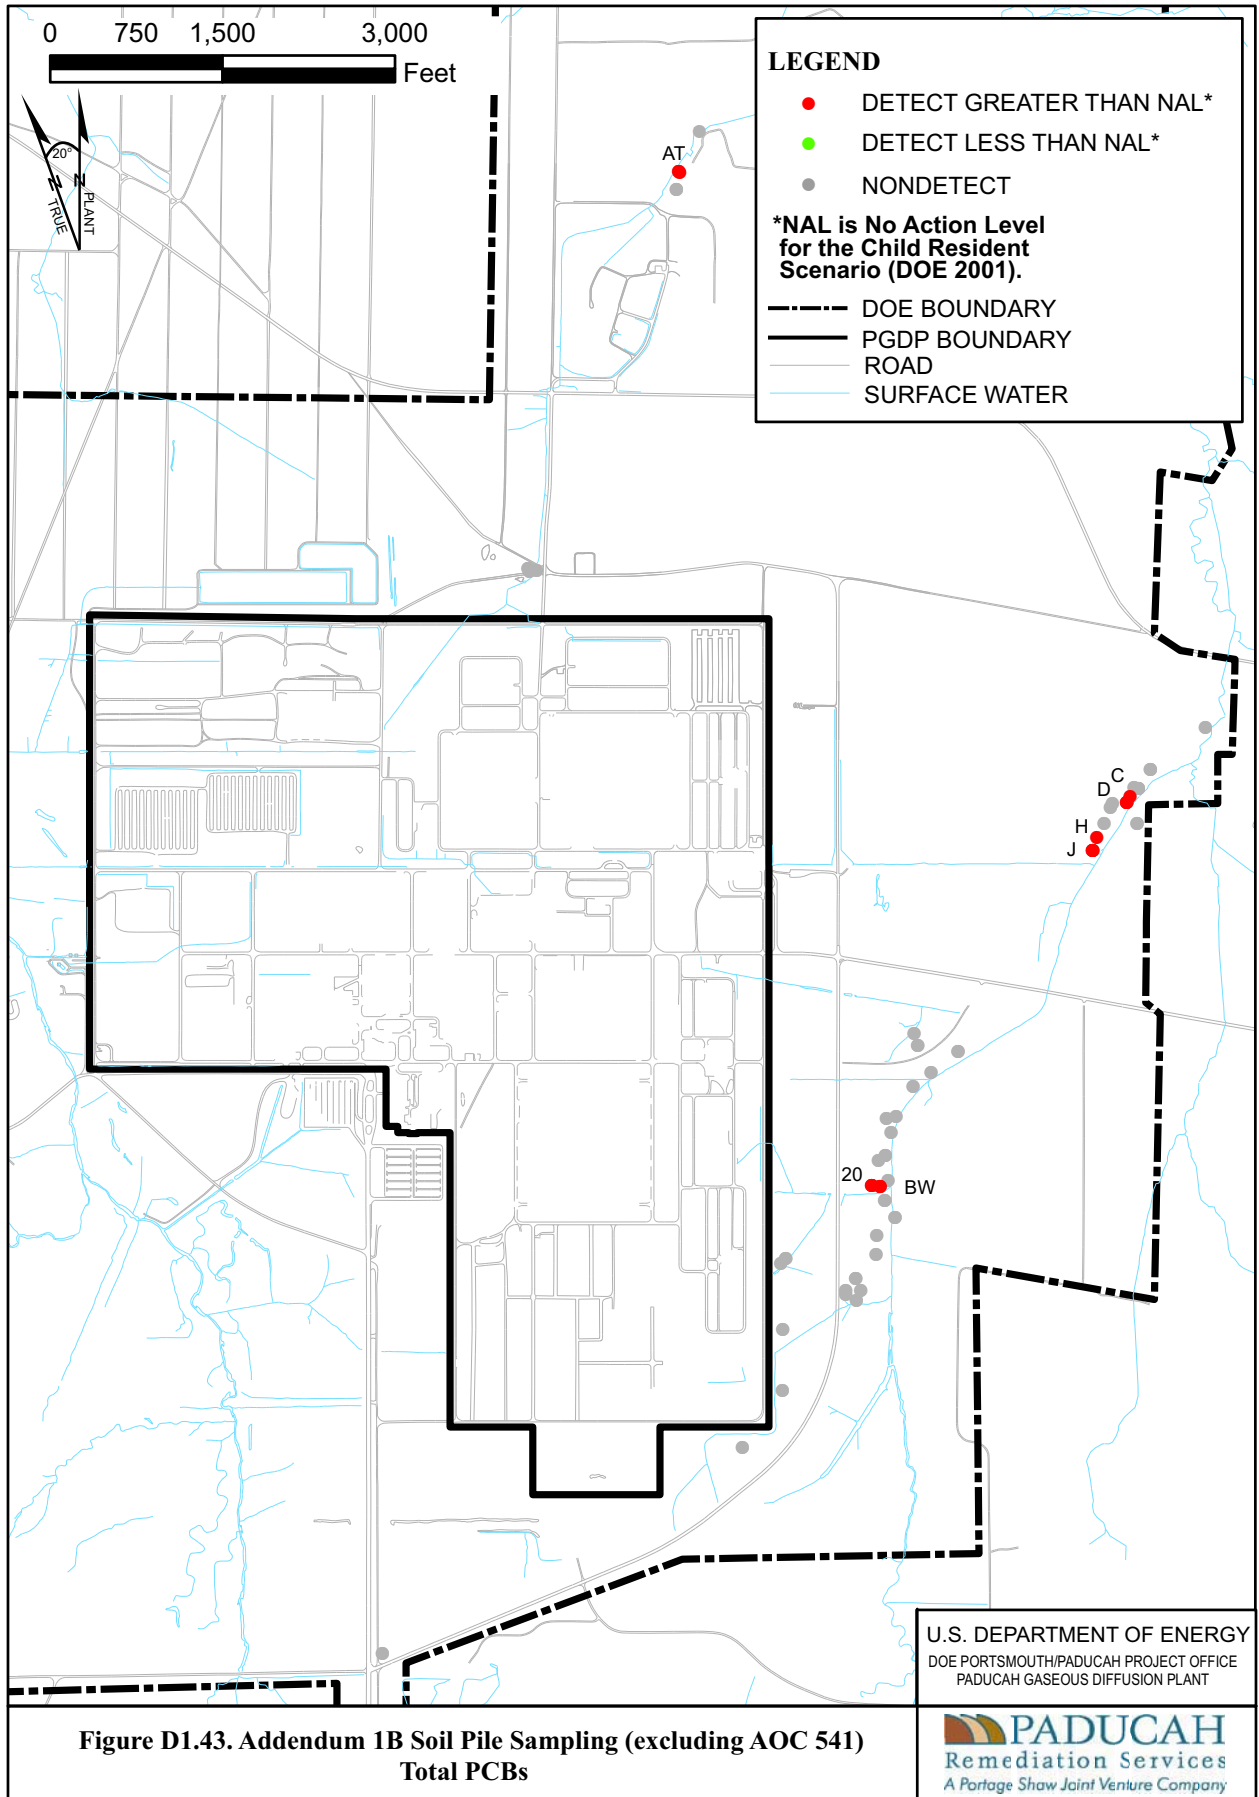 0 750 1,500 3,000
Feet
20°
N TRUE
N PLANT
LEGEND
DETECT GREATER THAN NAL*
DETECT LESS THAN NAL*
NONDETECT
*NAL is No Action Level
for the Child Resident
Scenario (DOE 2001).
DOE BOUNDARY
PGDP BOUNDARY
ROAD
SURFACE WATER
AT
C
D
H
J
20
BW
U.S. DEPARTMENT OF ENERGY
DOE PORTSMOUTH/PADUCAH PROJECT OFFICE
PADUCAH GASEOUS DIFFUSION PLANT
Figure D1.43. Addendum 1B Soil Pile Sampling (excluding AOC 541)
Total PCBs
PADUCAH
Remediation Services
A Portage Shaw Joint Venture Company